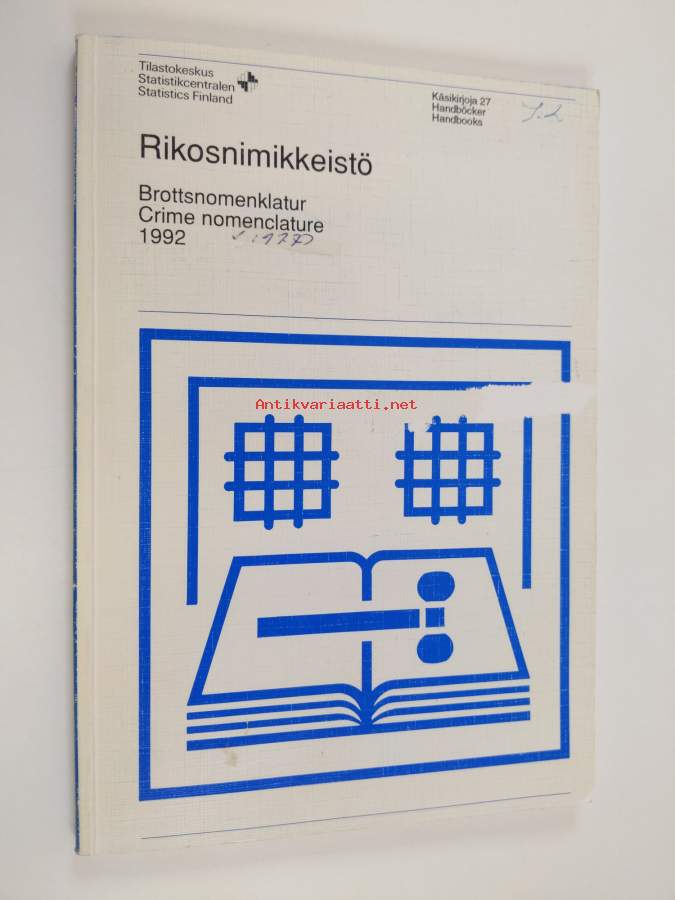 Tilastokeskus
Statistikcentralen
Statistics Finland
Käsikirjoja 27
Handböcker
Handbooks
Rikosnimikkeistö
Brottsnomenklatur
Crime nomenclature
1992
Antikvariaatti.net